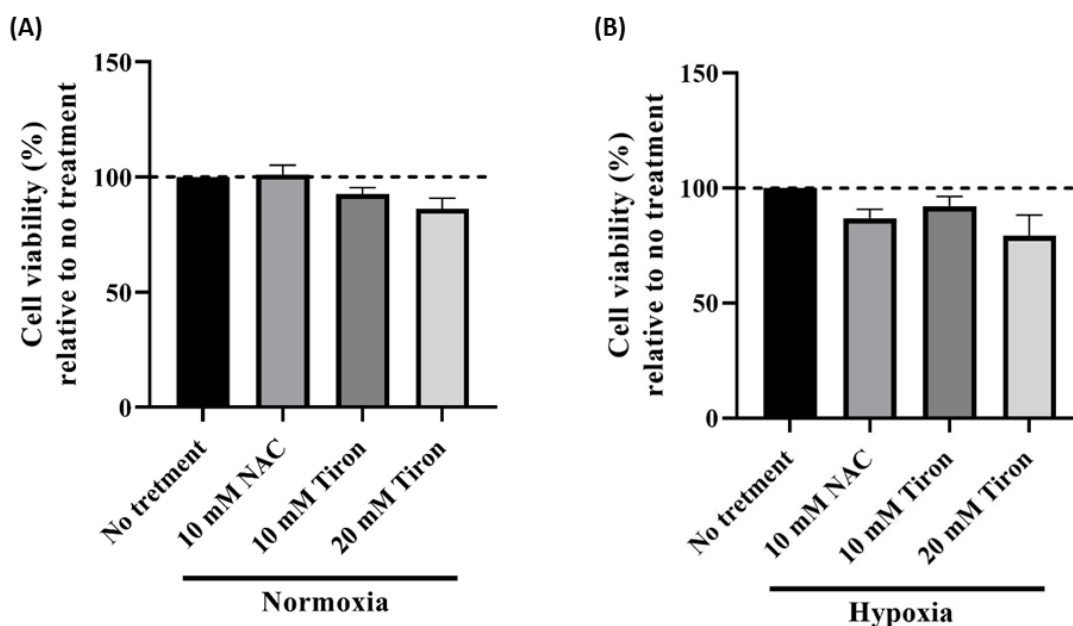 (A)
Cell viability (%)
relative to no treatment
150
100
50
0
No tretment
10 mM NAC
10 mM Tiron
20 mM Tiron
Normoxia
(B)
Cell viability (%)
relative to no treatment
150
100
50
0
No tretment
10 mM NAC
10 mM Tiron
20 mM Tiron
Hypoxia